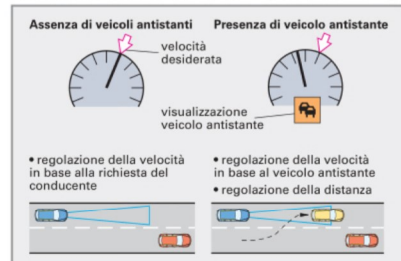 Assenza di veicoli antistanti
Presenza di veicolo antistante
velocità
desiderata
visualizzazione
veicolo antistante
• regolazione della velocità
in base alla richiesta del
conducente
• regolazione della velocità
in base al veicolo antistante
• regolazione della distanza